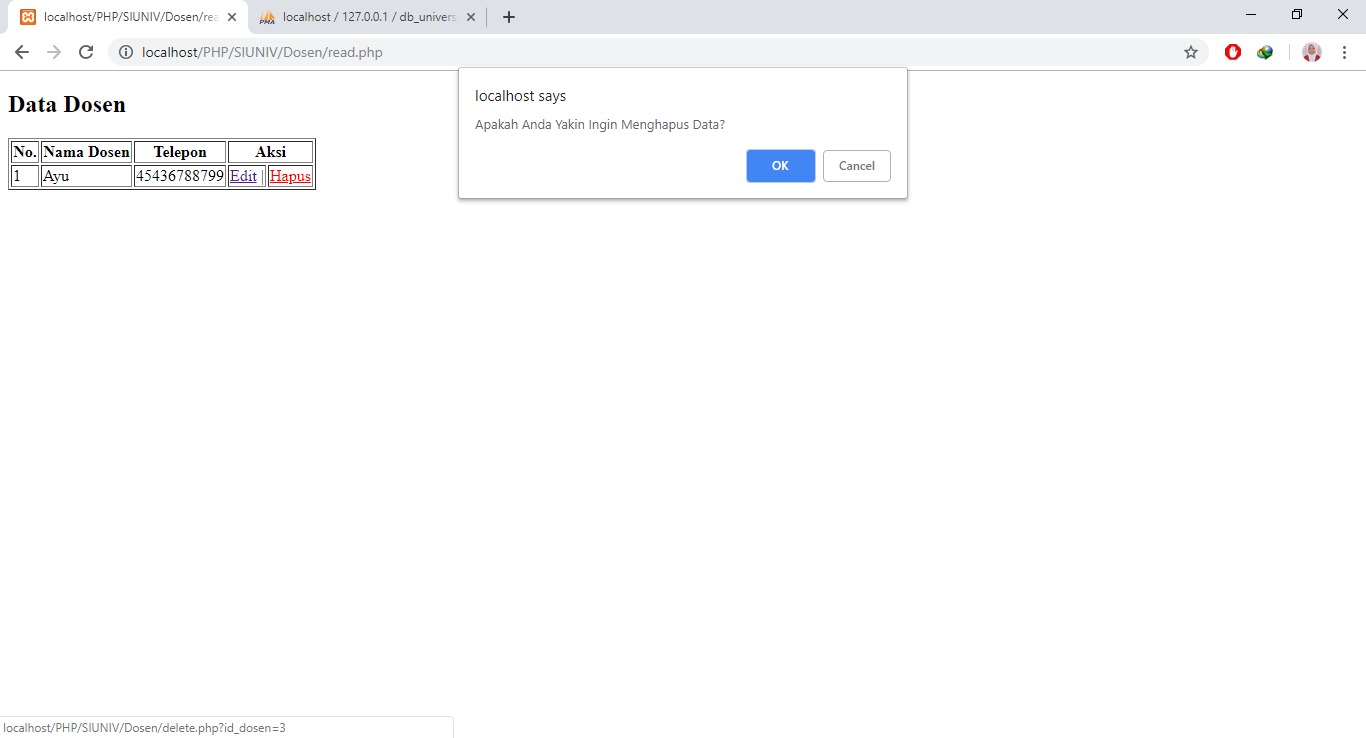 localhost/PHP/SIUNIV/Dosen/rea
localhost / 127.0.0.1 / db_univers
localhost/PHP/SIUNIV/Dosen/read.php
localhost says
Apakah Anda Yakin Ingin Menghapus Data?
OK Cancel
Data Dosen
No. Nama Dosen Telepon Aksi
1 Ayu 45436788799 Edit | Hapus
localhost/PHP/SIUNIV/Dosen/delete.php?id_dosen=3